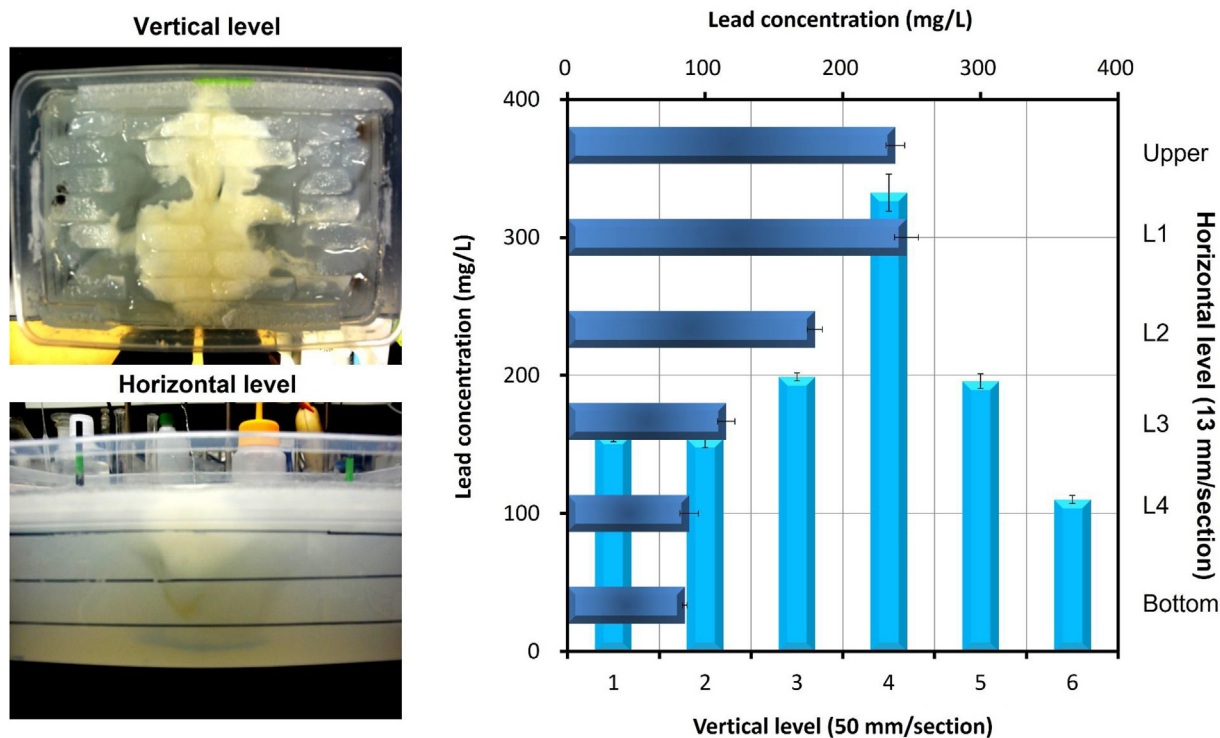 Vertical level
Horizontal level
Lead concentration (mg/L)
0 100 200 300 400
400
300
200
100
0
Lead concentration (mg/L)
Upper
L1
L2
L3
L4
Bottom
Horizontal level (13 mm/section)
1 2 3 4 5 6
Vertical level (50 mm/section)